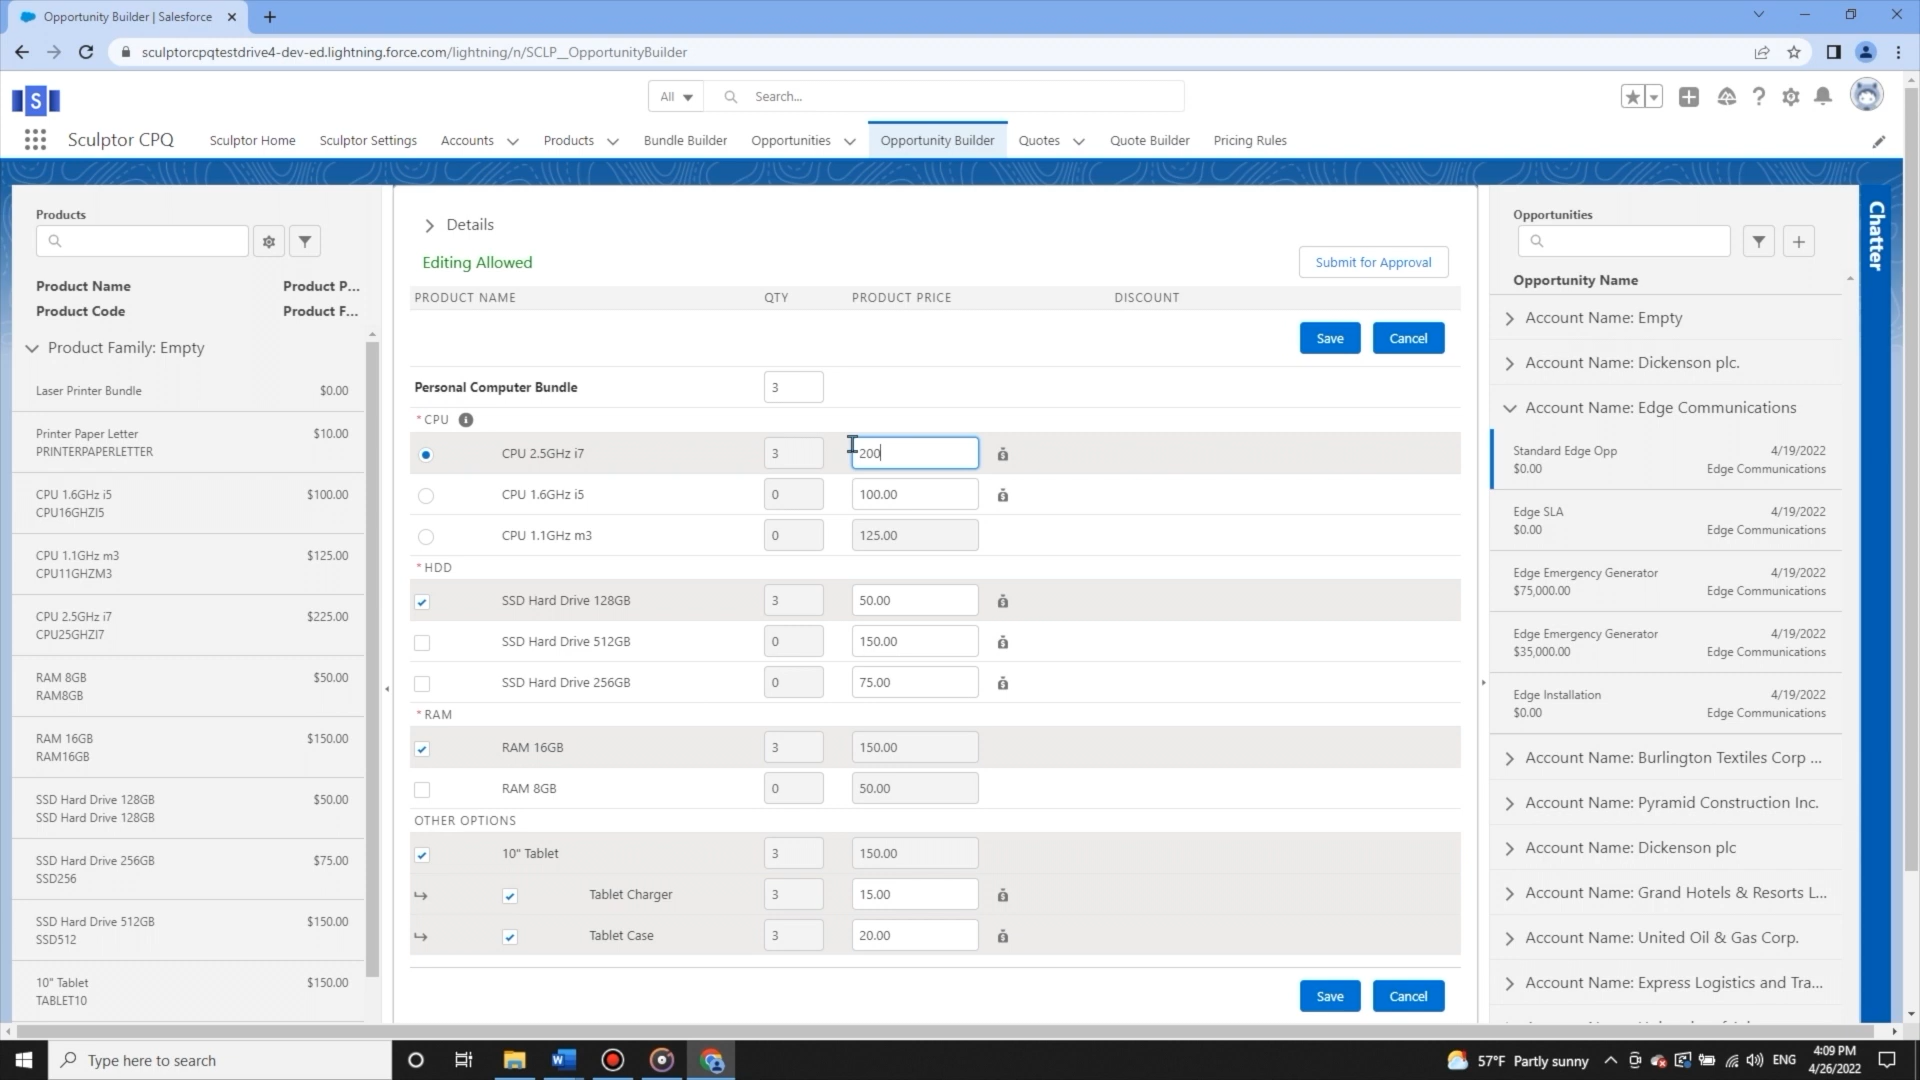 Opportunity Builder | Salesforce
sculptorcpqtestdrive4-dev-ed.lightning.force.com/lightning/n/SCLP__OpportunityBuilder
S
All
Search...
Sculptor CPQ
Sculptor Home
Sculptor Settings
Accounts
Products
Bundle Builder
Opportunities
Opportunity Builder
Quotes
Quote Builder
Pricing Rules
Products
Product Name Product P...
Product Code Product F...
Product Family: Empty
Laser Printer Bundle $0.00
Printer Paper Letter $10.00
PRINTERPAPERLETTER
CPU 1.6GHz i5 $100.00
CPU16GHZI5
CPU 1.1GHz m3 $125.00
CPU11GHZM3
CPU 2.5GHz i7 $225.00
CPU25GHZI7
RAM 8GB $50.00
RAM8GB
RAM 16GB $150.00
RAM16GB
SSD Hard Drive 128GB $50.00
SSD Hard Drive 128GB
SSD Hard Drive 256GB $75.00
SSD256
SSD Hard Drive 512GB $150.00
SSD512
10" Tablet $150.00
TABLET10
Details
Editing Allowed
Submit for Approval
PRODUCT NAME QTY PRODUCT PRICE DISCOUNT
Save Cancel
Personal Computer Bundle 3
* CPU
CPU 2.5GHz i7 3 200
CPU 1.6GHz i5 0 100.00
CPU 1.1GHz m3 0 125.00
* HDD
SSD Hard Drive 128GB 3 50.00
SSD Hard Drive 512GB 0 150.00
SSD Hard Drive 256GB 0 75.00
* RAM
RAM 16GB 3 150.00
RAM 8GB 0 50.00
OTHER OPTIONS
10" Tablet 3 150.00
Tablet Charger 3 15.00
Tablet Case 3 20.00
Save Cancel
Opportunities
Opportunity Name
Account Name: Empty
Account Name: Dickenson plc.
Account Name: Edge Communications
Standard Edge Opp 4/19/2022
$0.00 Edge Communications
Edge SLA 4/19/2022
$0.00 Edge Communications
Edge Emergency Generator 4/19/2022
$75,000.00 Edge Communications
Edge Emergency Generator 4/19/2022
$35,000.00 Edge Communications
Edge Installation 4/19/2022
$0.00 Edge Communications
Account Name: Burlington Textiles Corp ...
Account Name: Pyramid Construction Inc.
Account Name: Dickenson plc
Account Name: Grand Hotels & Resorts L...
Account Name: United Oil & Gas Corp.
Account Name: Express Logistics and Tra...
Chatter
Type here to search
57°F Partly sunny
ENG
4:09 PM
4/26/2022